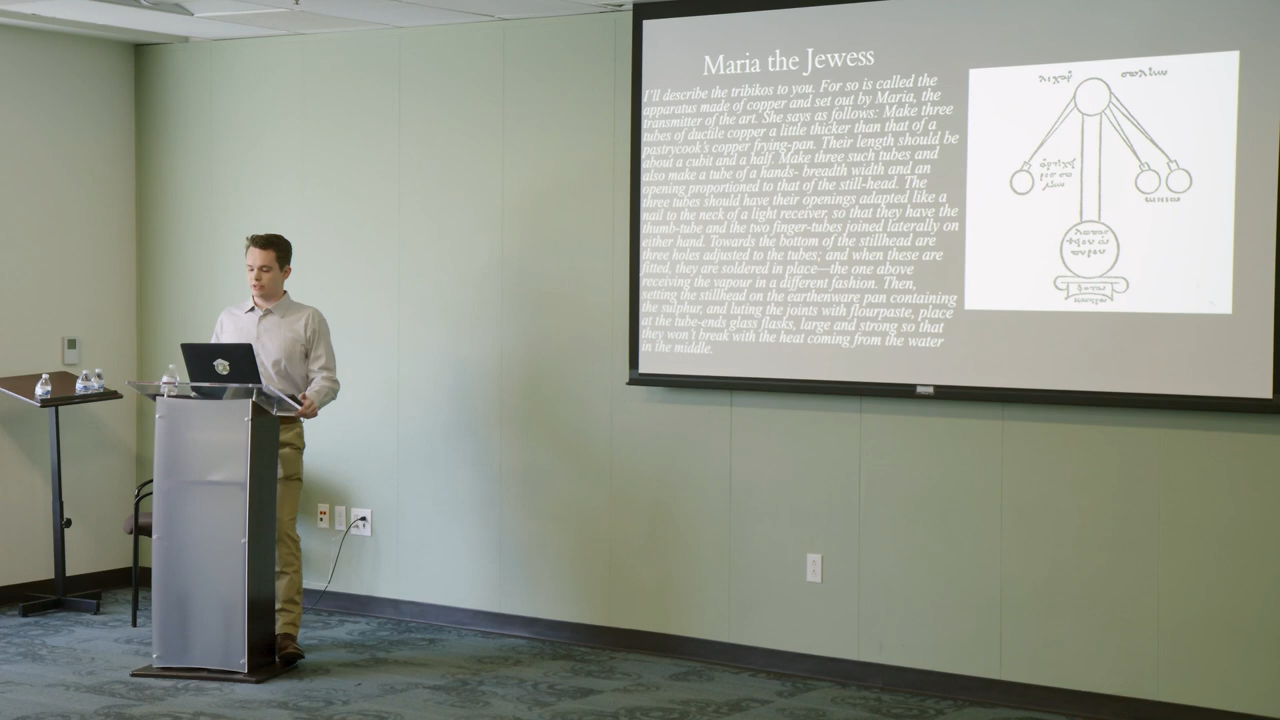 Maria the Jewess
I'll describe the tribikos to you. For so is called the
apparatus made of copper and set out by Maria, the
transmitter of the art. She says as follows: Make three
tubes of ductile copper a little thicker than that of a
pastrycook's copper frying-pan. Their length should be
about a cubit and a half. Make three such tubes and
also make a tube of a hands- breadth width and an
opening proportioned to that of the still-head. The
three tubes should have their openings adapted like a
nail to the neck of a light receiver, so that they have the
thumb-tube and the two finger-tubes joined laterally on
either hand. Towards the bottom of the stillhead are
three holes adjusted to the tubes; and when these are
fitted, they are soldered in place—the one above
receiving the vapour in a different fashion. Then,
setting the stillhead on the earthenware pan containing
the sulphur, and luting the joints with flourpaste, place
at the tube-ends glass flasks, large and strong so that
they won't break with the heat coming from the water
in the middle.